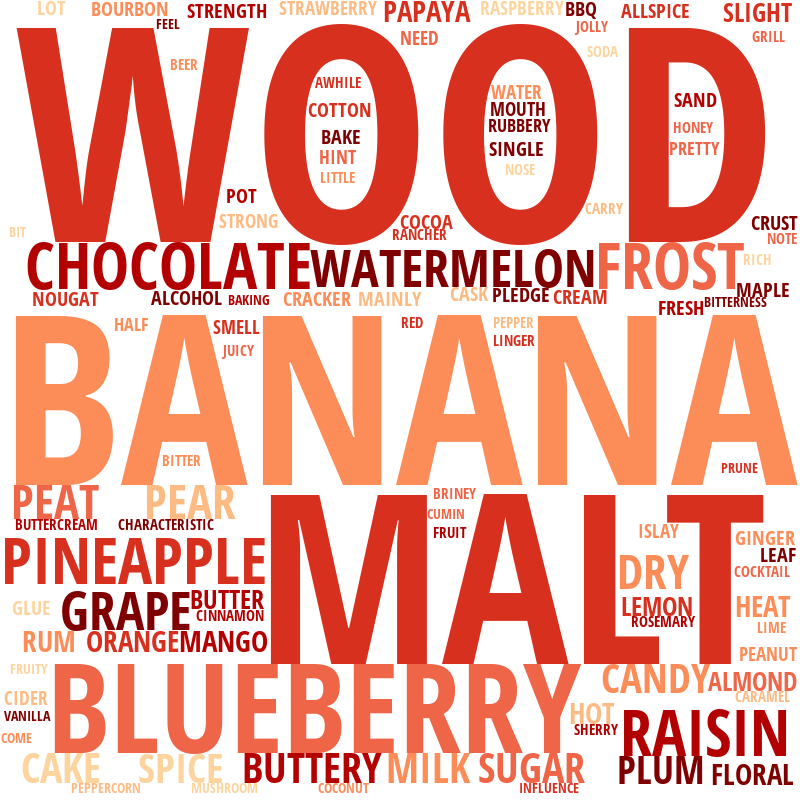 LOT BOURBON STRENGTH STRAWBERRY PAPAYA RASPBERRY BBQ ALLSPICE SLIGHT
FEEL JOLLY
NEED GRILL
SODA
BEER
WOOD
AWHILE WATER
COTTON MOUTH SAND
BAKE RUBBERY HONEY
HINT SINGLE PRETTY
LITTLE NOSE
POT
STRONG COCOA CARRY CRUST
BIT RANCHER NOTE
CHOCOLATE WATERMELON FROST RICH
NOUGAT ALCOHOL BAKING CRACKER MAINLY CASK PLEDGE CREAM MAPLE
FRESH BITTERNESS
HALF SMELL RED PEPPER
JUICY LINGER
BANANA
BITTER PRUNE
PEAT PEAR BRINEY
BUTTERCREAM CHARACTERISTIC CUMIN
FRUIT ISLAY GINGER
MALT
PINEAPPLE LEAF
DRY COCKTAIL
GLUE GRAPE BUTTER LEMON HEAT
CINNAMON ROSEMARY LIME
RUM ORANGE MANGO PEANUT
FRUITY CANDY ALMOND
CIDER CARAMEL
BLUEBERRY
VANILLA HOT
COME SHERRY RAISIN
CAKE SPICE BUTTERY MILK SUGAR PLUM FLORAL
PEPPERCORN MUSHROOM COCONUT INFLUENCE